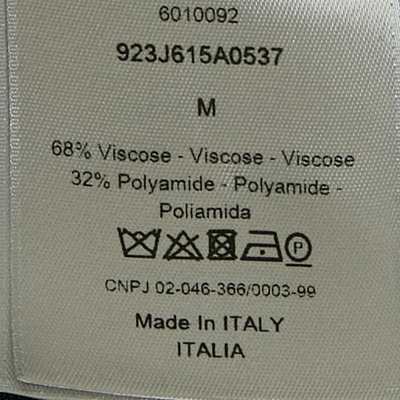 6010092
923J615A0537
M
68% Viscose - Viscose - Viscose
32% Polyamide - Polyamide -
Poliamida
P
CNPJ 02-046-366/0003-99
Made In ITALY
ITALIA